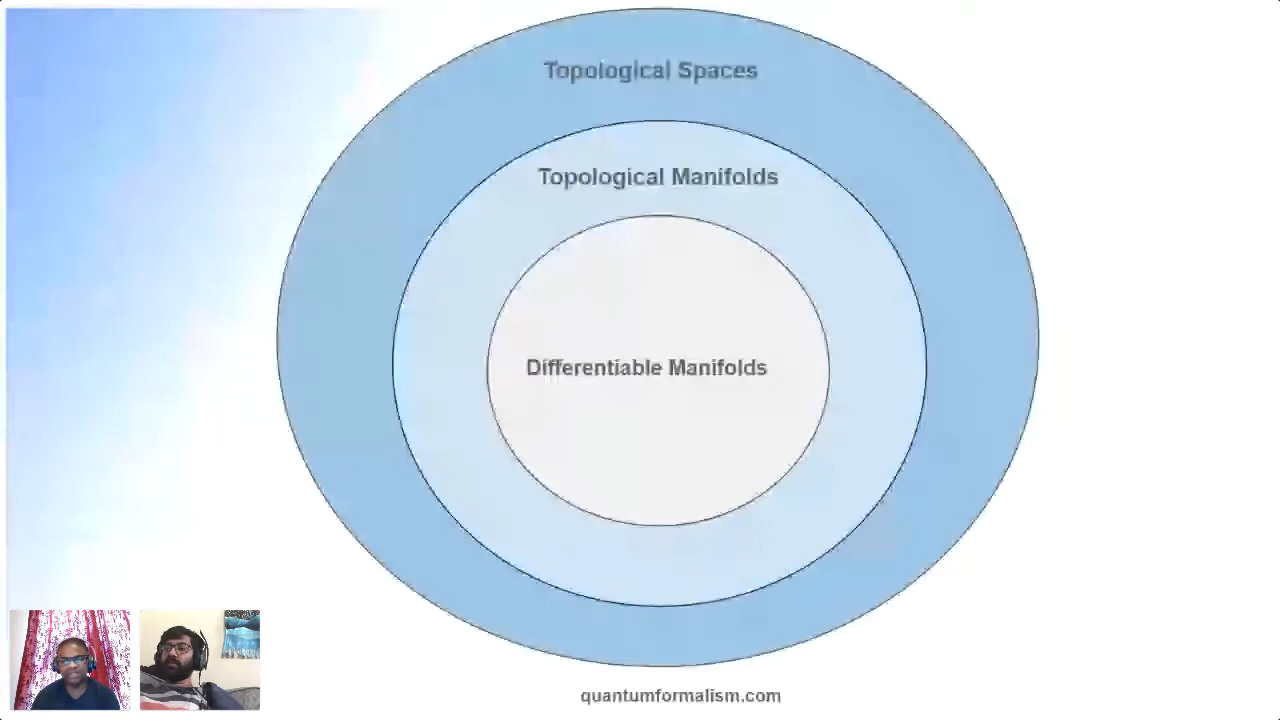 Topological Spaces
Topological Manifolds
Differentiable Manifolds
quantumformalism.com